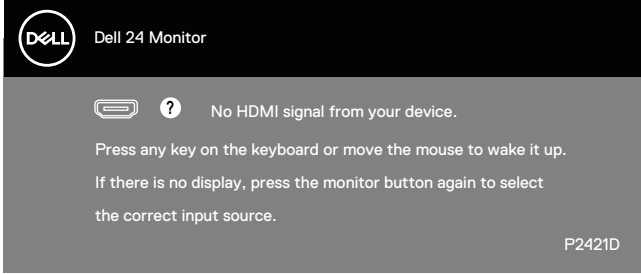 DELL
Dell 24 Monitor
? No HDMI signal from your device.
Press any key on the keyboard or move the mouse to wake it up.
If there is no display, press the monitor button again to select
the correct input source.
P2421D